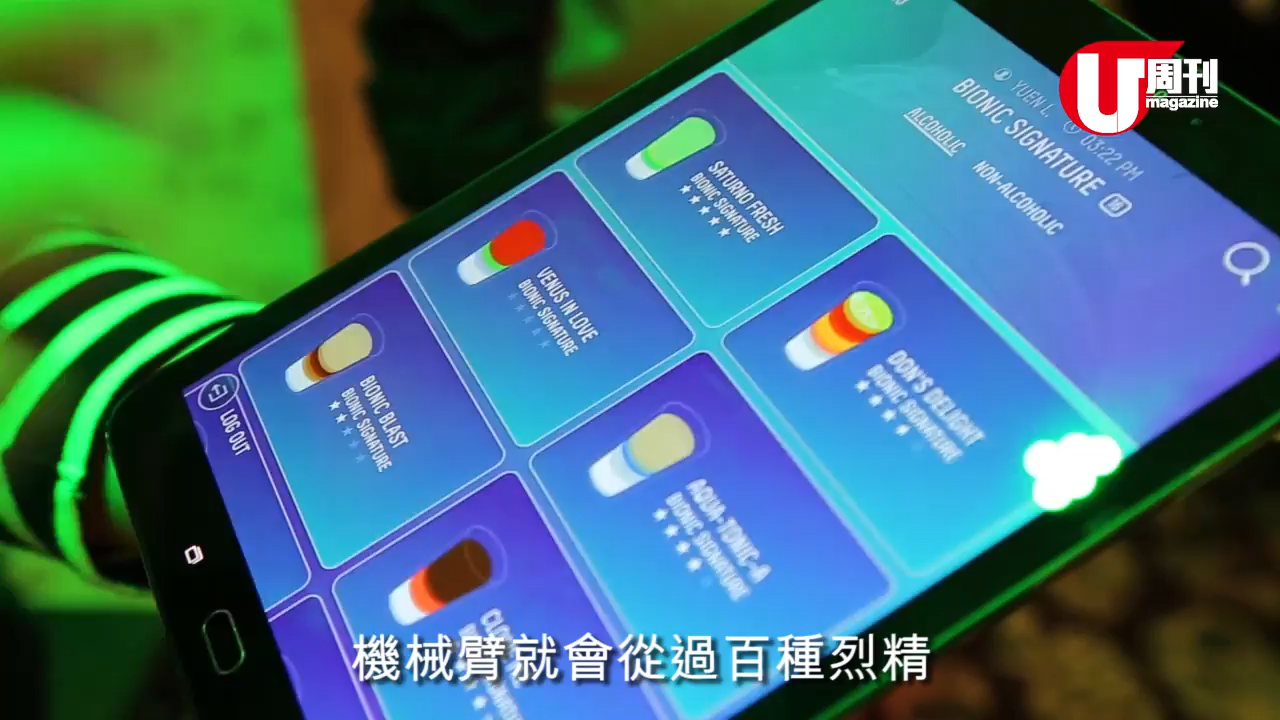 U周刊
magazine
YUEN L. 03:22 PM
BIONIC SIGNATURE
ALCOHOLIC
NON-ALCOHOLIC
SATURNO FRESH
BIONIC SIGNATURE
DON'S DELIGHT
BIONIC SIGNATURE
VENUS IN LOVE
BIONIC SIGNATURE
AQUA-TONIC-A
BIONIC SIGNATURE
BIONIC BLAST
BIONIC SIGNATURE
LOG OUT
機械臂就會從過百種烈精